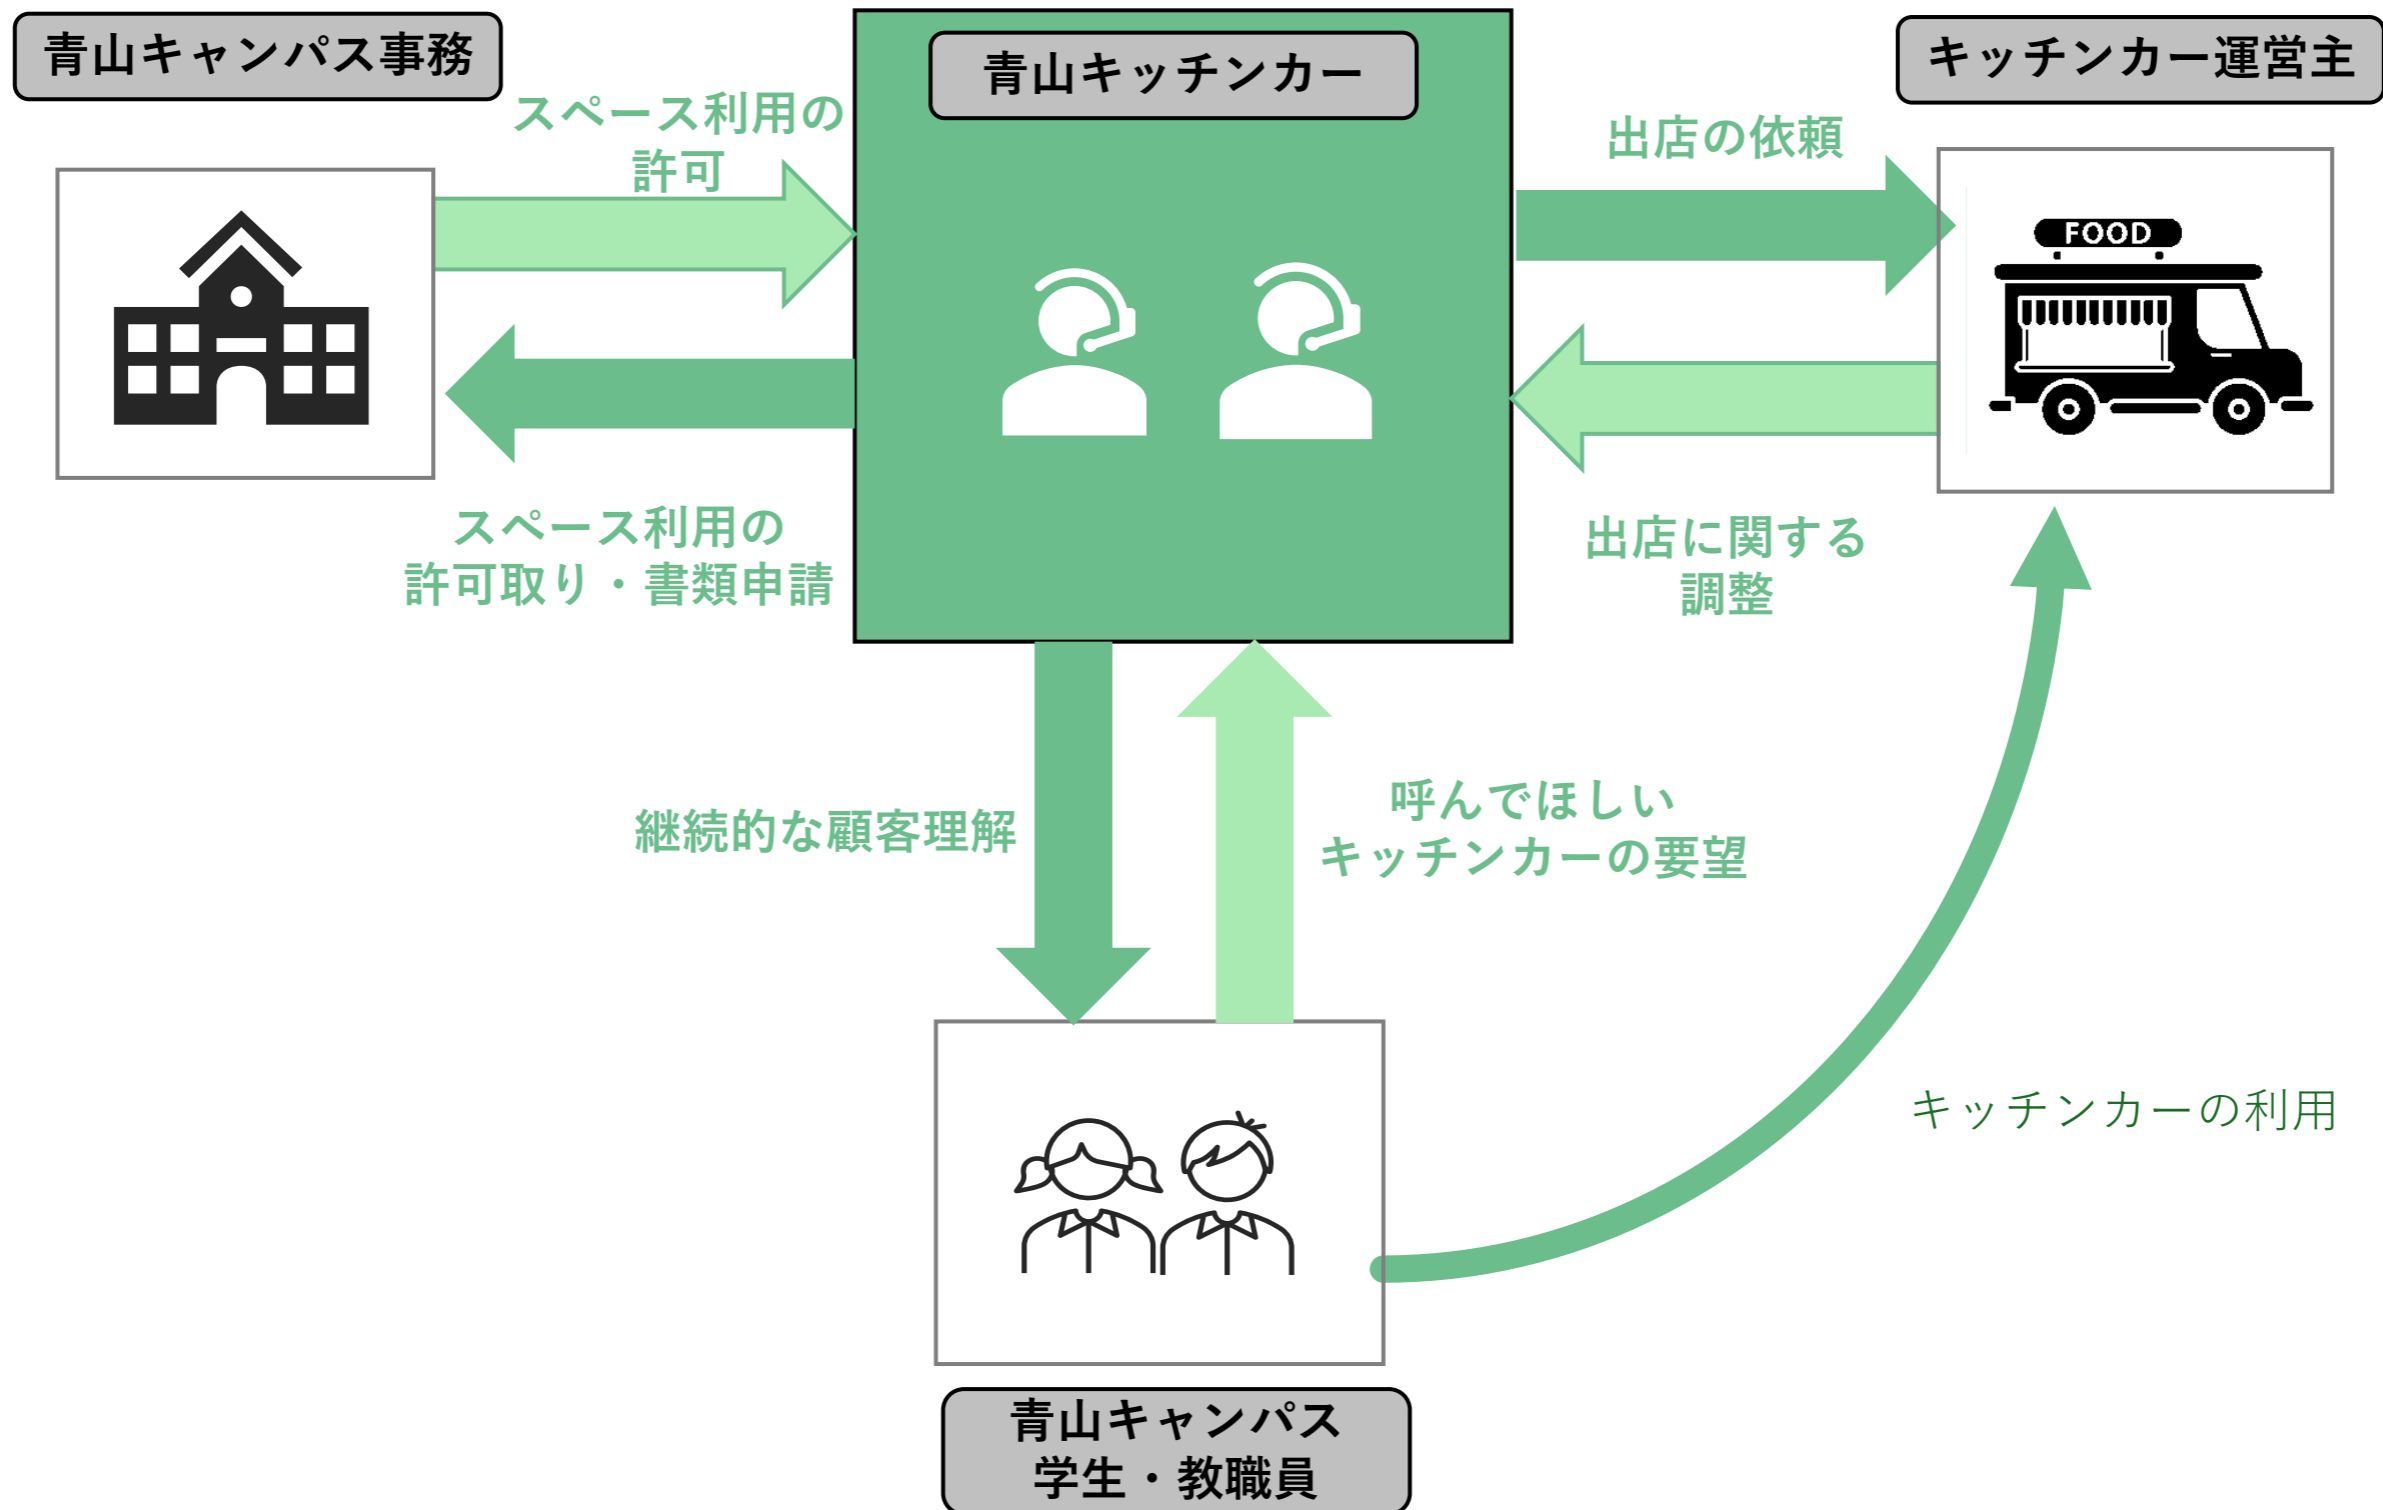 青山キャンパス事務
青山キッチンカー
キッチンカー運営主
スペース利用の
許可
出店の依頼
FOOD
スペース利用の
許可取り・書類申請
出店に関する
調整
継続的な顧客理解
呼んでほしい
キッチンカーの要望
キッチンカーの利用
青山キャンパス
学生・教職員